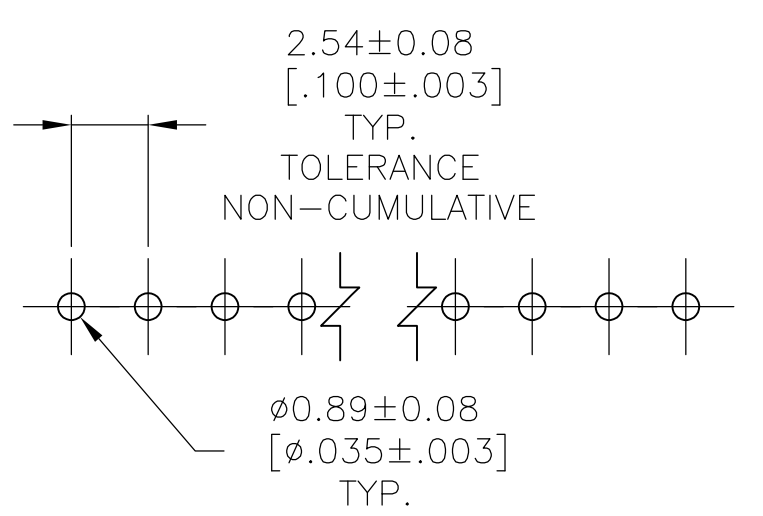 2.54±0.08
[.100±.003]
TYP.
TOLERANCE
NON-CUMULATIVE
⌀0.89±0.08
[⌀.035±.003]
TYP.